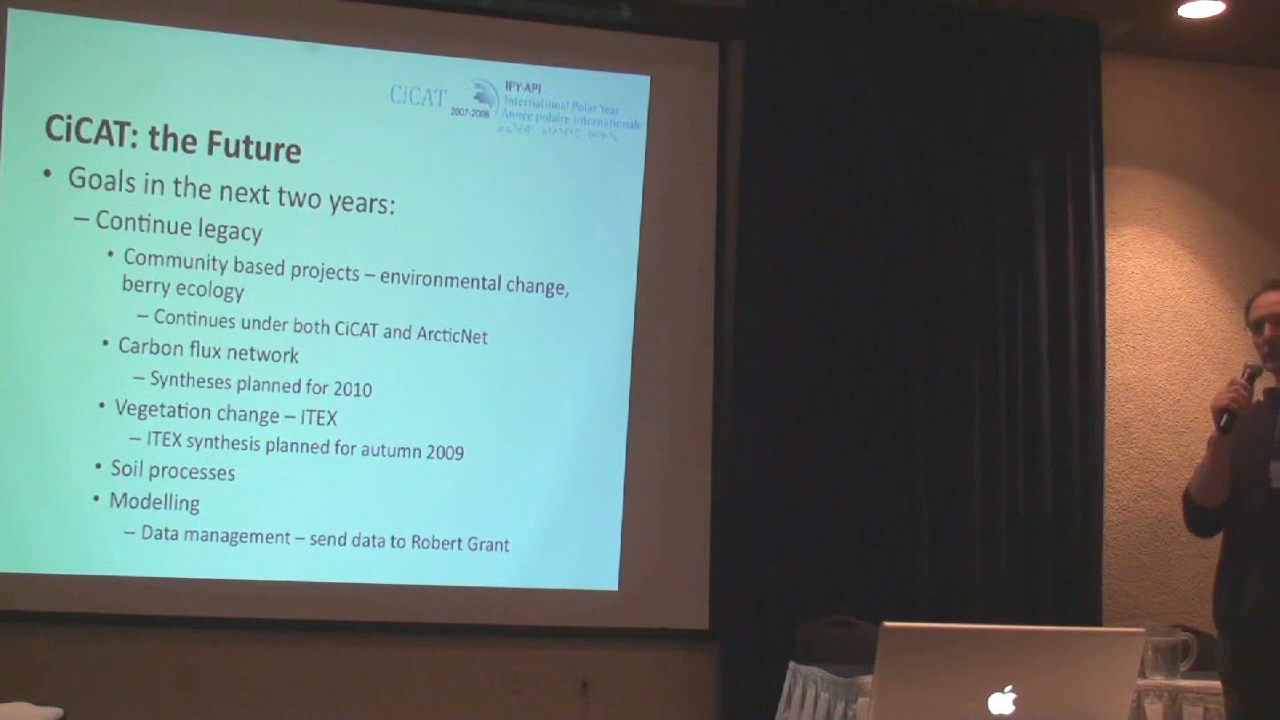 CiCAT
IPY-API
2007-2008
International Polar Year
Année polaire internationale
CiCAT: the Future
• Goals in the next two years:
– Continue legacy
• Community based projects – environmental change,
berry ecology
– Continues under both CiCAT and ArcticNet
• Carbon flux network
– Syntheses planned for 2010
• Vegetation change – ITEX
– ITEX synthesis planned for autumn 2009
• Soil processes
• Modelling
– Data management – send data to Robert Grant